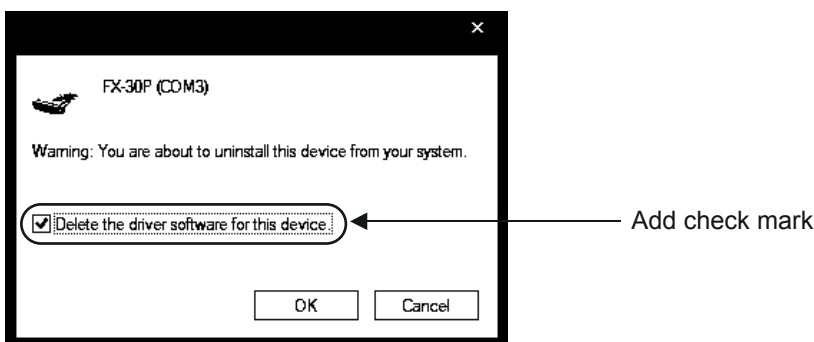 FX-30P (COM3)
Warning: You are about to uninstall this device from your system.
Delete the driver software for this device.
Add check mark
OK
Cancel